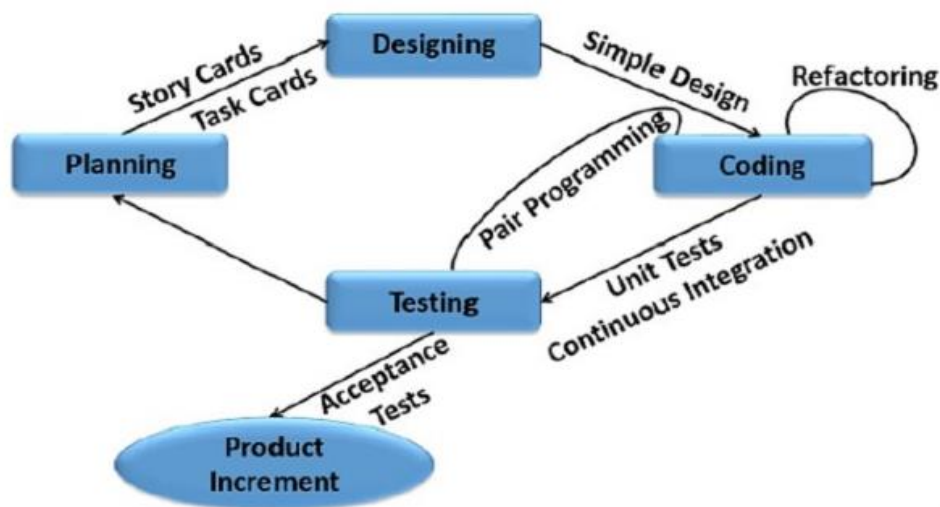 Designing
Story Cards
Task Cards
Simple Design
Refactoring
Planning
Pair Programming
Coding
Testing
Unit Tests
Continuous Integration
Acceptance
Tests
Product
Increment